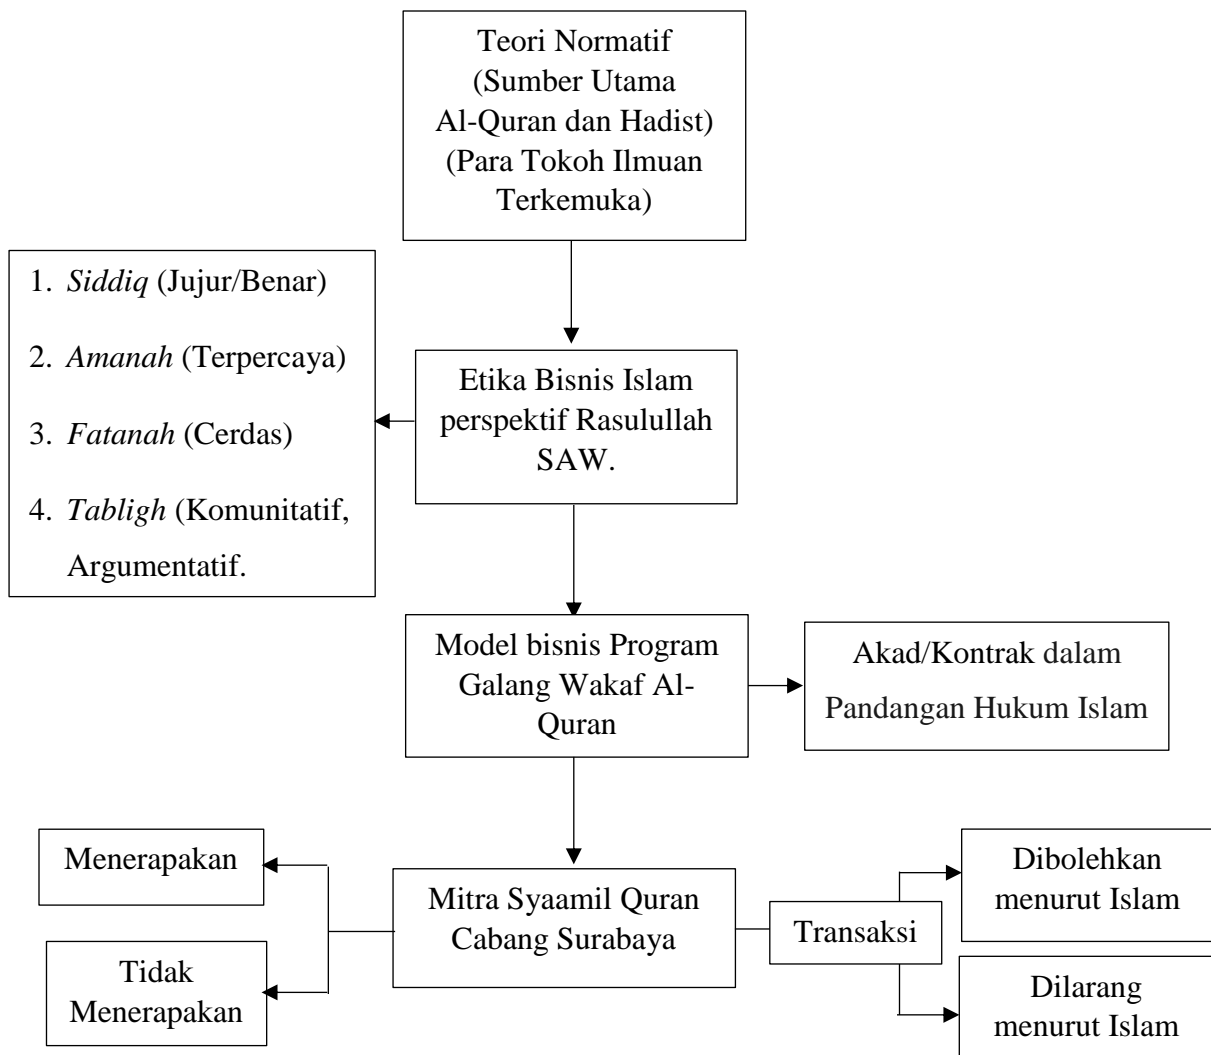 Teori Normatif
(Sumber Utama
Al-Quran dan Hadist)
(Para Tokoh Ilmuan
Terkemuka)
1. Siddiq (Jujur/Benar)
2. Amanah (Terpercaya)
3. Fatanah (Cerdas)
4. Tabligh (Komunitatif,
Argumentatif.
Etika Bisnis Islam
perspektif Rasulullah
SAW.
Model bisnis Program
Galang Wakaf Al-
Quran
Akad/Kontrak dalam
Pandangan Hukum Islam
Menerapakan
Tidak
Menerapakan
Mitra Syaamil Quran
Cabang Surabaya
Transaksi
Dibolehkan
menurut Islam
Dilarang
menurut Islam